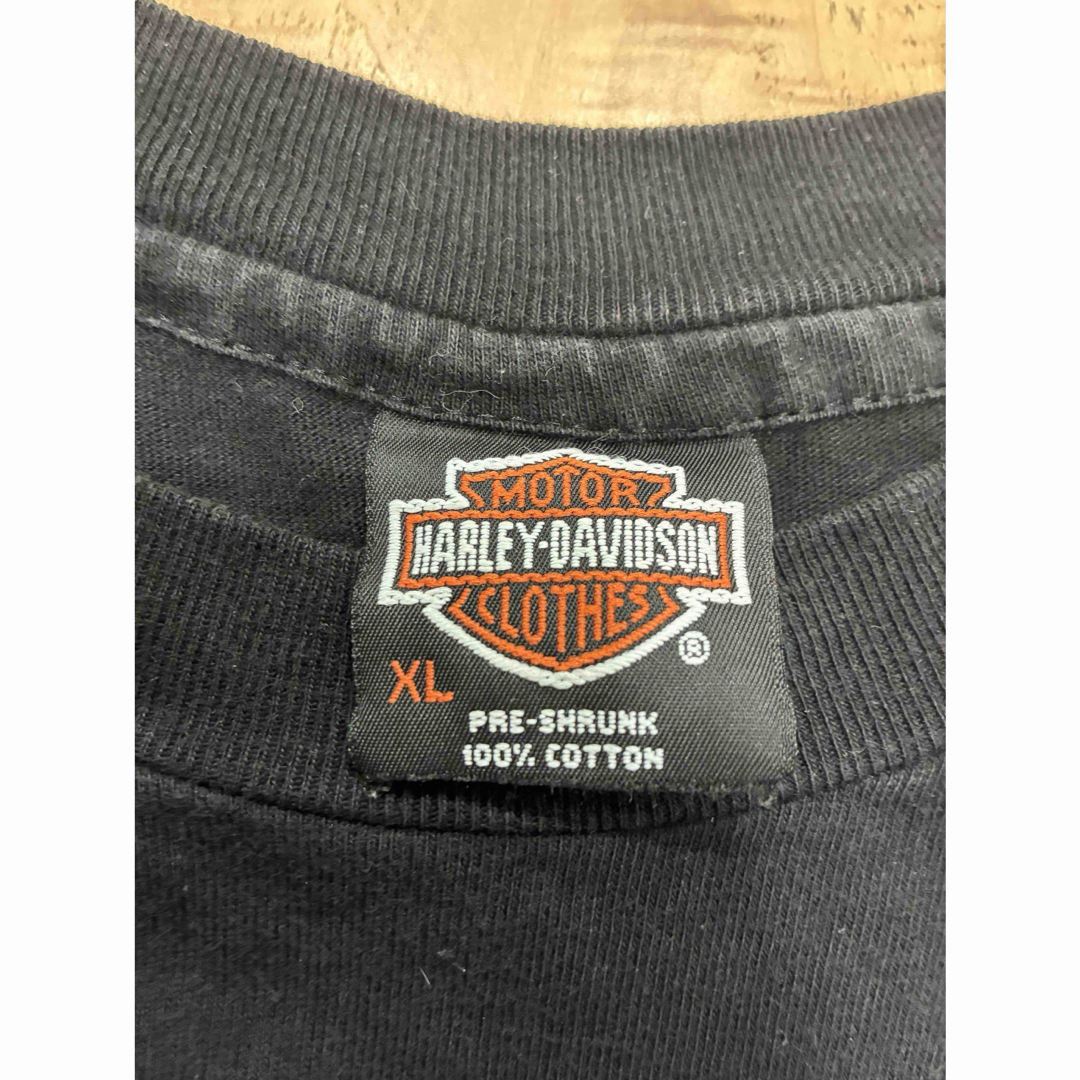 MOTOR
HARLEY-DAVIDSON
CLOTHES
®
XL
PRE-SHRUNK
100% COTTON